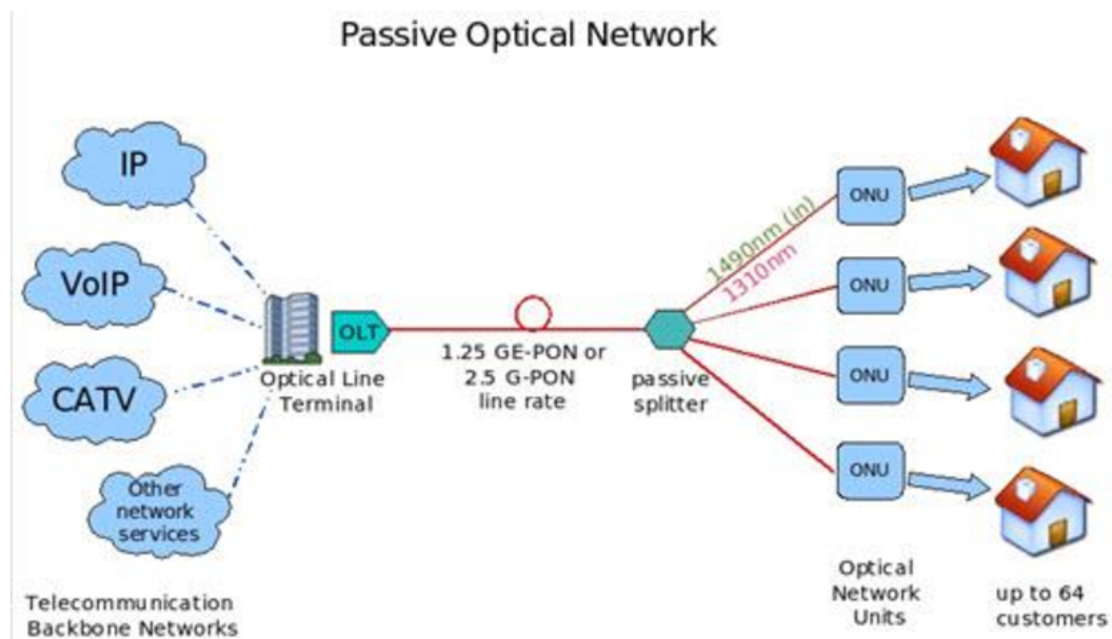 Passive Optical Network
IP
VoIP
CATV
Other
network
services
Telecommunication
Backbone Networks
OLT
Optical Line
Terminal
1.25 GE-PON or
2.5 G-PON
line rate
passive
splitter
1490nm (in)
1310nm
ONU
ONU
ONU
ONU
Optical
Network
Units
up to 64
customers